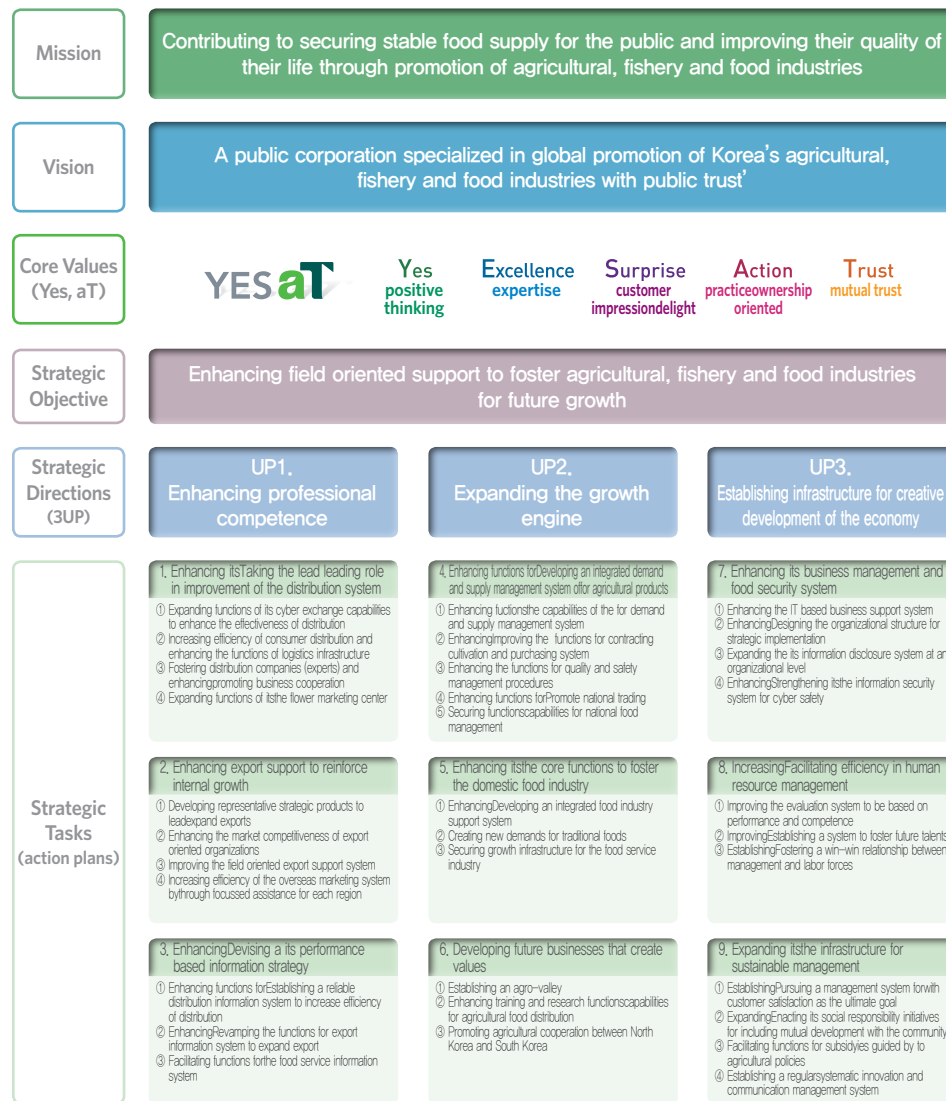 Mission
Contributing to securing stable food supply for the public and improving their quality of
their life through promotion of agricultural, fishery and food industries
Vision
A public corporation specialized in global promotion of Korea's agricultural,
fishery and food industries with public trust'
Core Values
(Yes, aT)
YES aT
Yes
positive
thinking
Excellence
expertise
Surprise
customer
impressiondelight
Action
practiceownership
oriented
Trust
mutual trust
Strategic
Objective
Enhancing field oriented support to foster agricultural, fishery and food industries
for future growth
Strategic
Directions
(3UP)
UP1.
Enhancing professional
competence
UP2.
Expanding the growth
engine
UP3.
Establishing infrastructure for creative
development of the economy
Strategic
Tasks
(action plans)
1. Enhancing itsTaking the lead leading role
in improvement of the distribution system
① Expanding functions of its cyber exchange capabilities
to enhance the effectiveness of distribution
② Increasing efficiency of consumer distribution and
enhancing the functions of logistics infrastructure
③ Fostering distribution companies (experts) and
enhancingpromoting business cooperation
④ Expanding functions of itsthe flower marketing center
2. Enhancing export support to reinforce
internal growth
① Developing representative strategic products to
leadexpand exports
② Enhancing the market competitiveness of export
oriented organizations
③ Improving the field oriented export support system
④ Increasing efficiency of the overseas marketing system
bythrough focussed assistance for each region
3. EnhancingDevising a its performance
based information strategy
① Enhancing functions forEstablishing a reliable
distribution information system to increase efficiency
of distribution
② EnhancingRevamping the functions for export
information system to expand export
③ Facilitating functions forthe food service information
system
4. Enhancing functions forDeveloping an integrated demand
and supply management system offor agricultural products
① Enhancing fuctionsthe capabilities of the for demand
and supply management system
② EnhancingImproving the functions for contracting
cultivation and purchasing system
③ Enhancing the functions for quality and safety
management procedures
④ Enhancing functions forPromote national trading
⑤ Securing functionscapabilities for national food
management
5. Enhancing itsthe core functions to foster
the domestic food industry
① EnhancingDeveloping an integrated food industry
support system
② Creating new demands for traditional foods
③ Securing growth infrastructure for the food service
industry
6. Developing future businesses that create
values
① Establishing an agro-valley
② Enhancing training and research functionscapabilities
for agricultural food distribution
③ Promoting agricultural cooperation between North
Korea and South Korea
7. Enhancing its business management and
food security system
① Enhancing the IT based business support system
② EnhancingDesigning the organizational structure for
strategic implementation
③ Expanding the its information disclosure system at an
organizational level
④ EnhancingStrengthening itsthe information security
system for cyber safety
8. IncreasingFacilitating efficiency in human
resource management
① Improving the evaluation system to be based on
performance and competence
② ImprovingEstablishing a system to foster future talents
③ EstablishingFostering a win-win relationship between
management and labor forces
9. Expanding itsthe infrastructure for
sustainable management
① EstablishingPursuing a management system forwith
customer satisfaction as the ultimate goal
② ExpandingEnacting its social responsibility initiatives
for including mutual development with the community
③ Facilitating functions for subsidyies guided by to
agricultural policies
④ Establishing a regularsystematic innovation and
communication management system